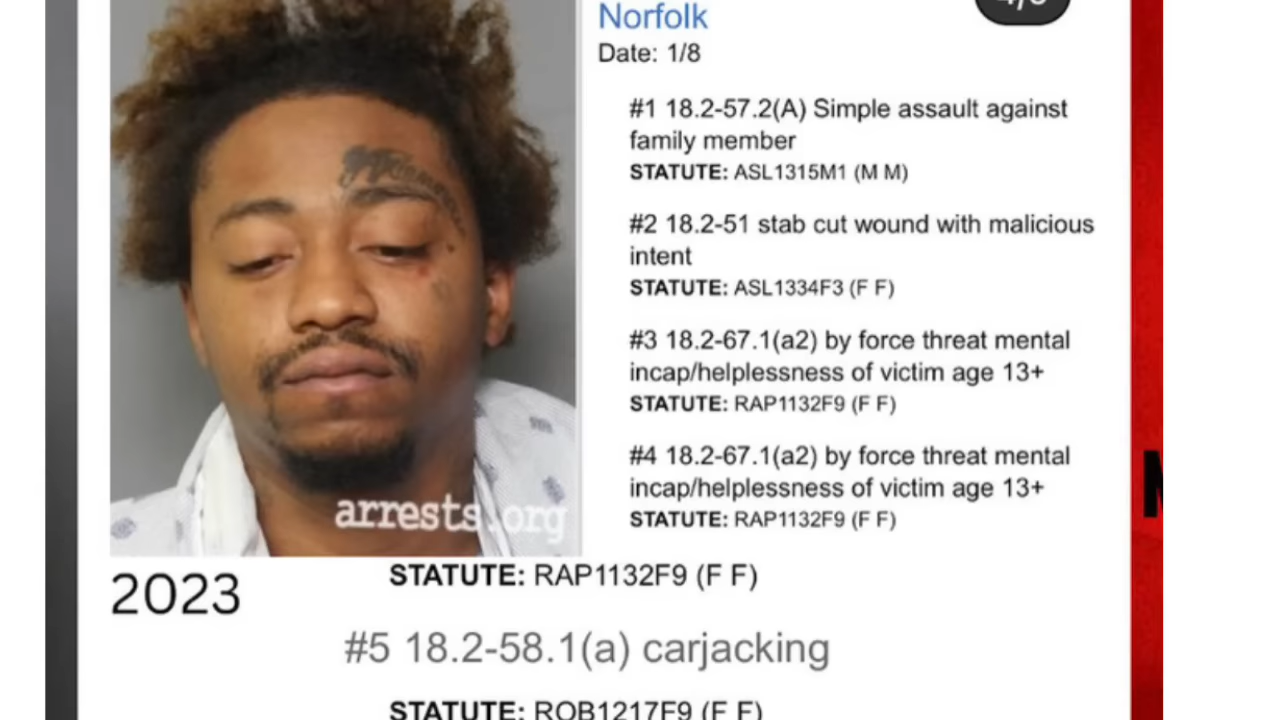 Norfolk
Date: 1/8
#1 18.2-57.2(A) Simple assault against
family member
STATUTE: ASL1315M1 (M M)
#2 18.2-51 stab cut wound with malicious
intent
STATUTE: ASL1334F3 (F F)
#3 18.2-67.1(a2) by force threat mental
incap/helplessness of victim age 13+
STATUTE: RAP1132F9 (F F)
#4 18.2-67.1(a2) by force threat mental
incap/helplessness of victim age 13+
STATUTE: RAP1132F9 (F F)
arrests.org
STATUTE: RAP1132F9 (F F)
2023
#5 18.2-58.1(a) carjacking
STATUTE: ROB1217F9 (F F)